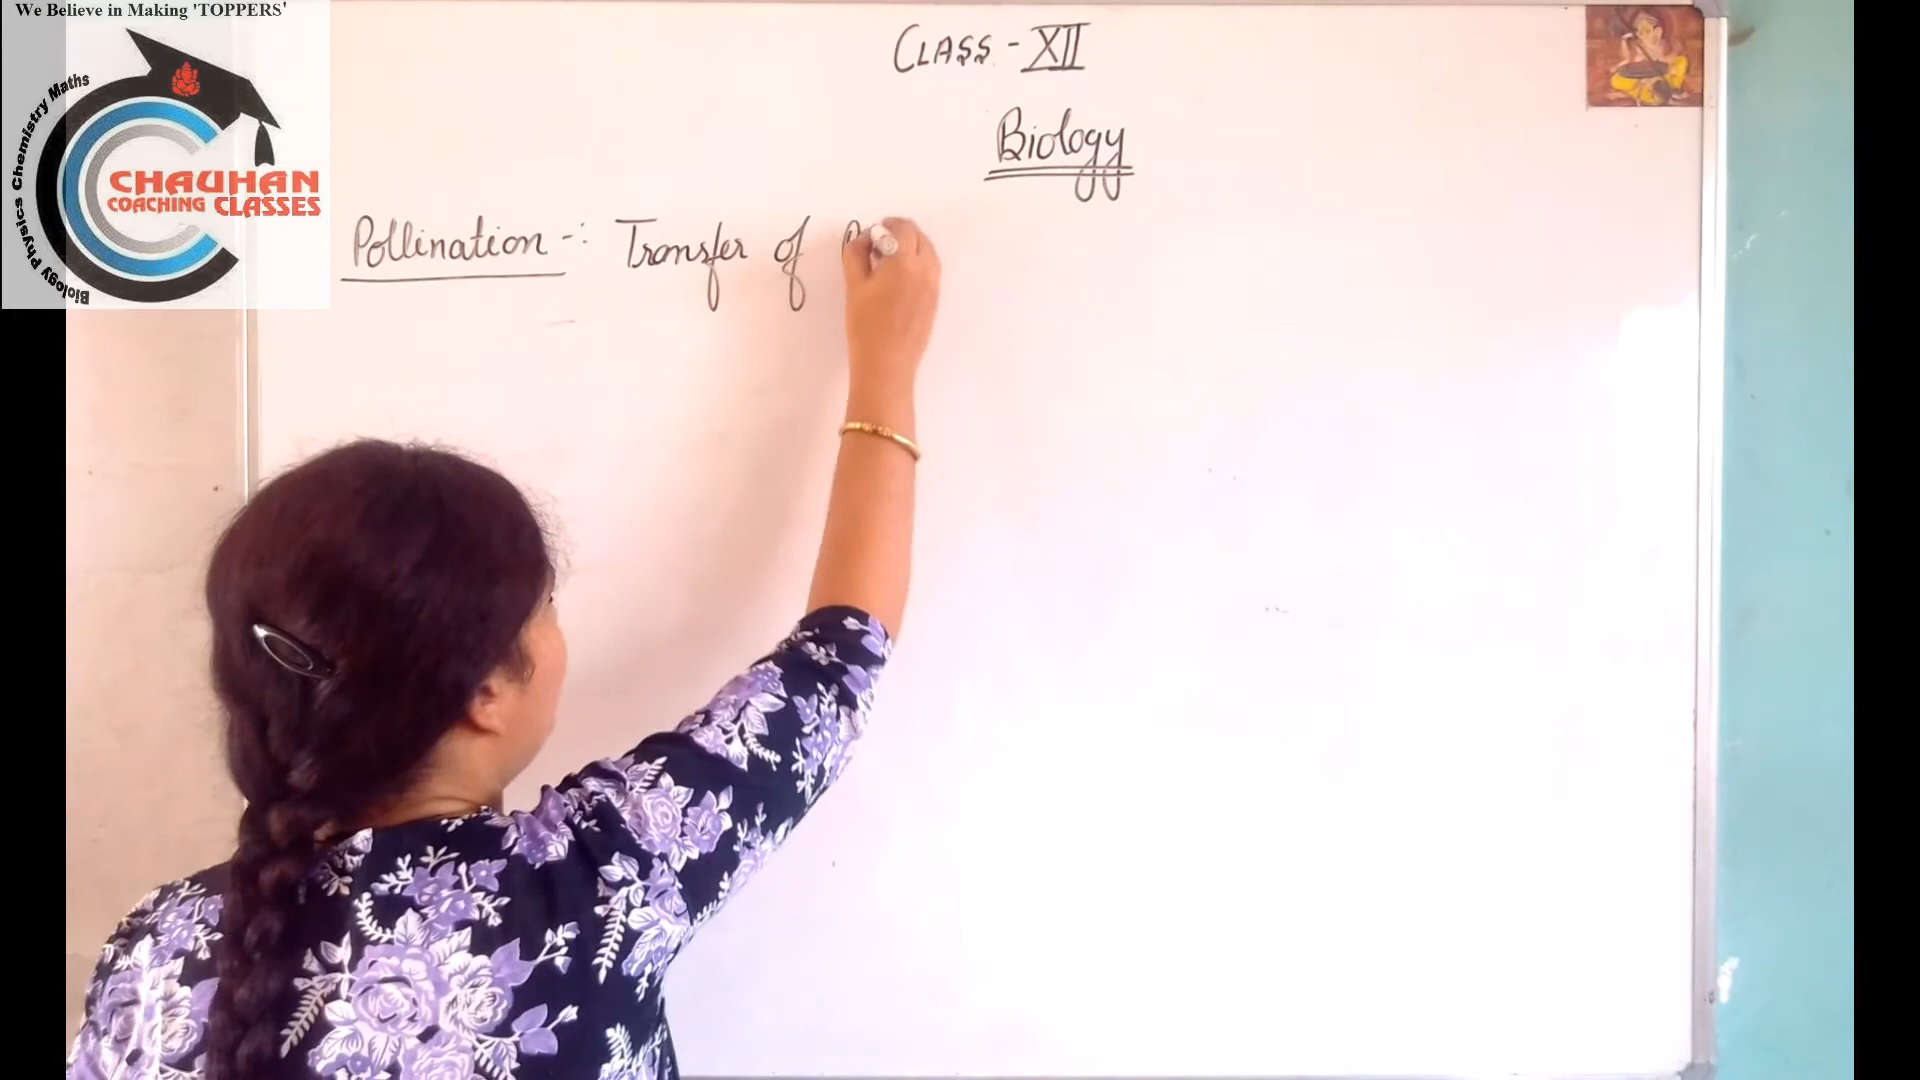 We Believe in Making 'TOPPERS'
Biology Physics Chemistry Maths
CHAUHAN
COACHING CLASSES
CLASS - XII
Biology
Pollination -: Transfer of